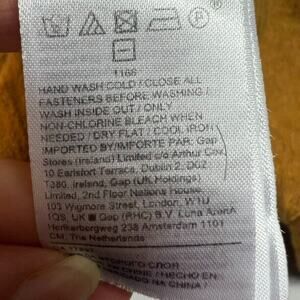 1166
HAND WASH COLD / CLOSE ALL
FASTENERS BEFORE WASHING /
WASH INSIDE OUT / ONLY
NON-CHLORINE BLEACH WHEN
NEEDED / DRY FLAT / COOL IRON
IMPORTED BY/IMPORTE PAR: Gap
Stores (Ireland) Limited c/o Arthur Cox,
10 Earlsfort Terrace, Dublin 2, D02
T380, Ireland, Gap (UK Holdings)
Limited, 2nd Floor Nations House,
103 Wigmore Street, London, W1U
1QS, UK Gap (RHC) B.V. Luna ArenA
Herikerbergweg 238 Amsterdam 1101
CM, The Netherlands
HECHO EN